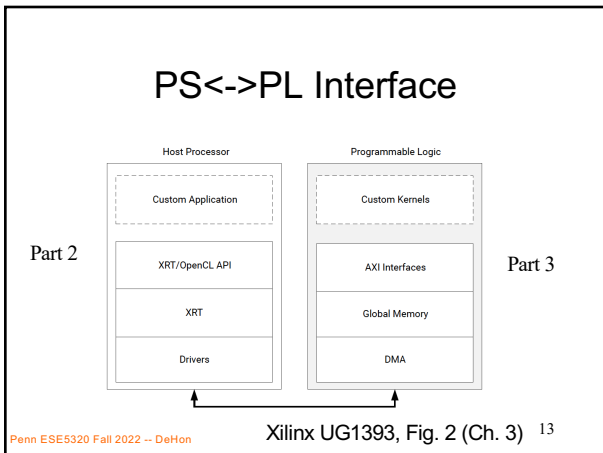 PS<->PL Interface
Host Processor
Programmable Logic
Custom Application
Custom Kernels
Part 2
XRT/OpenCL API
AXI Interfaces
Part 3
XRT
Global Memory
Drivers
DMA
Penn ESE5320 Fall 2022 -- DeHon
Xilinx UG1393, Fig. 2 (Ch. 3)
13